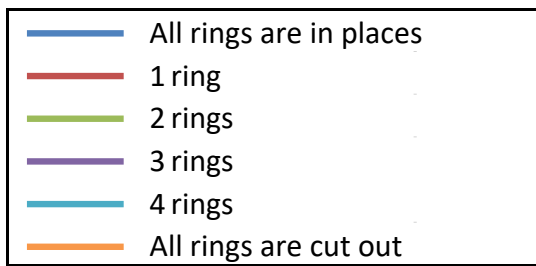 All rings are in places
1 ring
2 rings
3 rings
4 rings
All rings are cut out